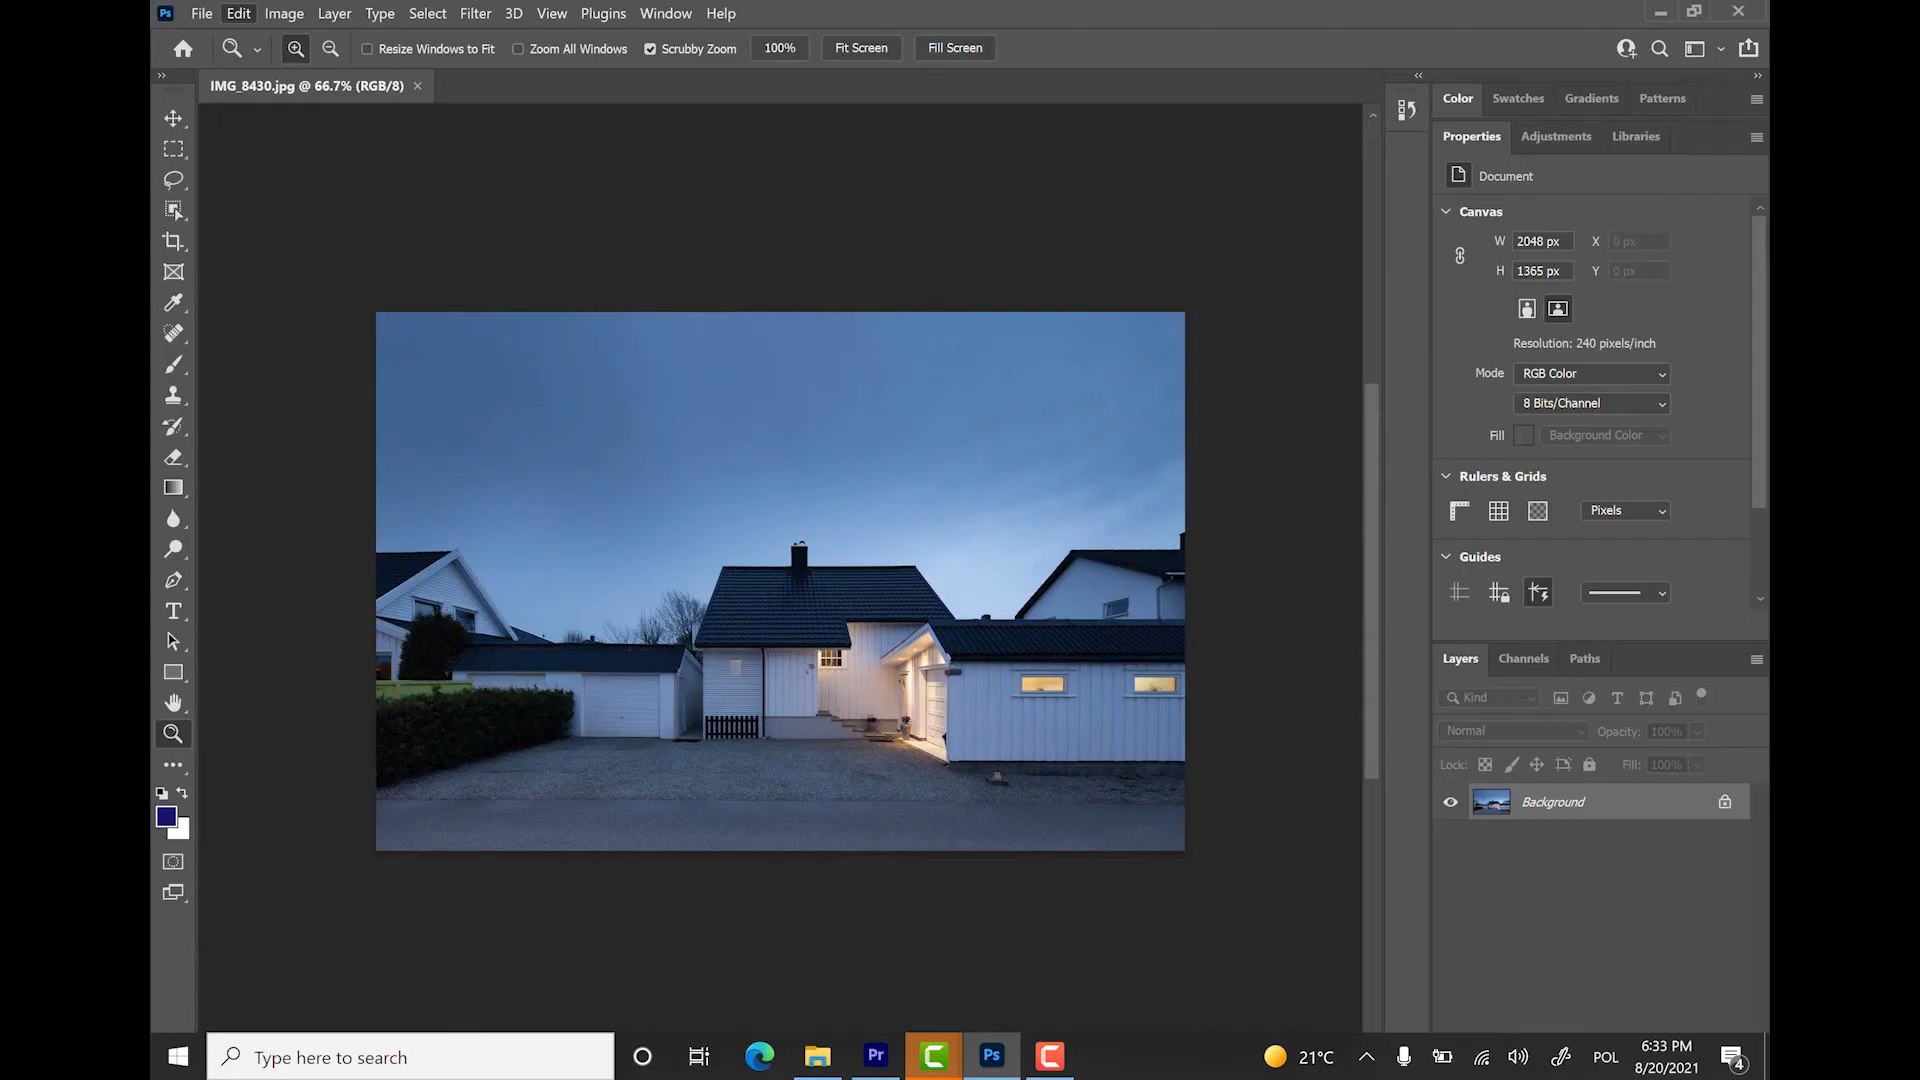 Ps File Edit Image Layer Type Select Filter 3D View Plugins Window Help
Resize Windows to Fit Zoom All Windows Scrubby Zoom 100% Fit Screen Fill Screen
IMG_8430.jpg @ 66.7% (RGB/8)
Color Swatches Gradients Patterns
Properties Adjustments Libraries
Document
Canvas
W 2048 px X 0 px
H 1365 px Y 0 px
Resolution: 240 pixels/inch
Mode RGB Color
8 Bits/Channel
Fill Background Color
Rulers & Grids
Pixels
Guides
Layers Channels Paths
Kind
Normal Opacity: 100%
Lock: Fill: 100%
Background
Type here to search
Pr
Ps
21°C
POL
6:33 PM
8/20/2021
4